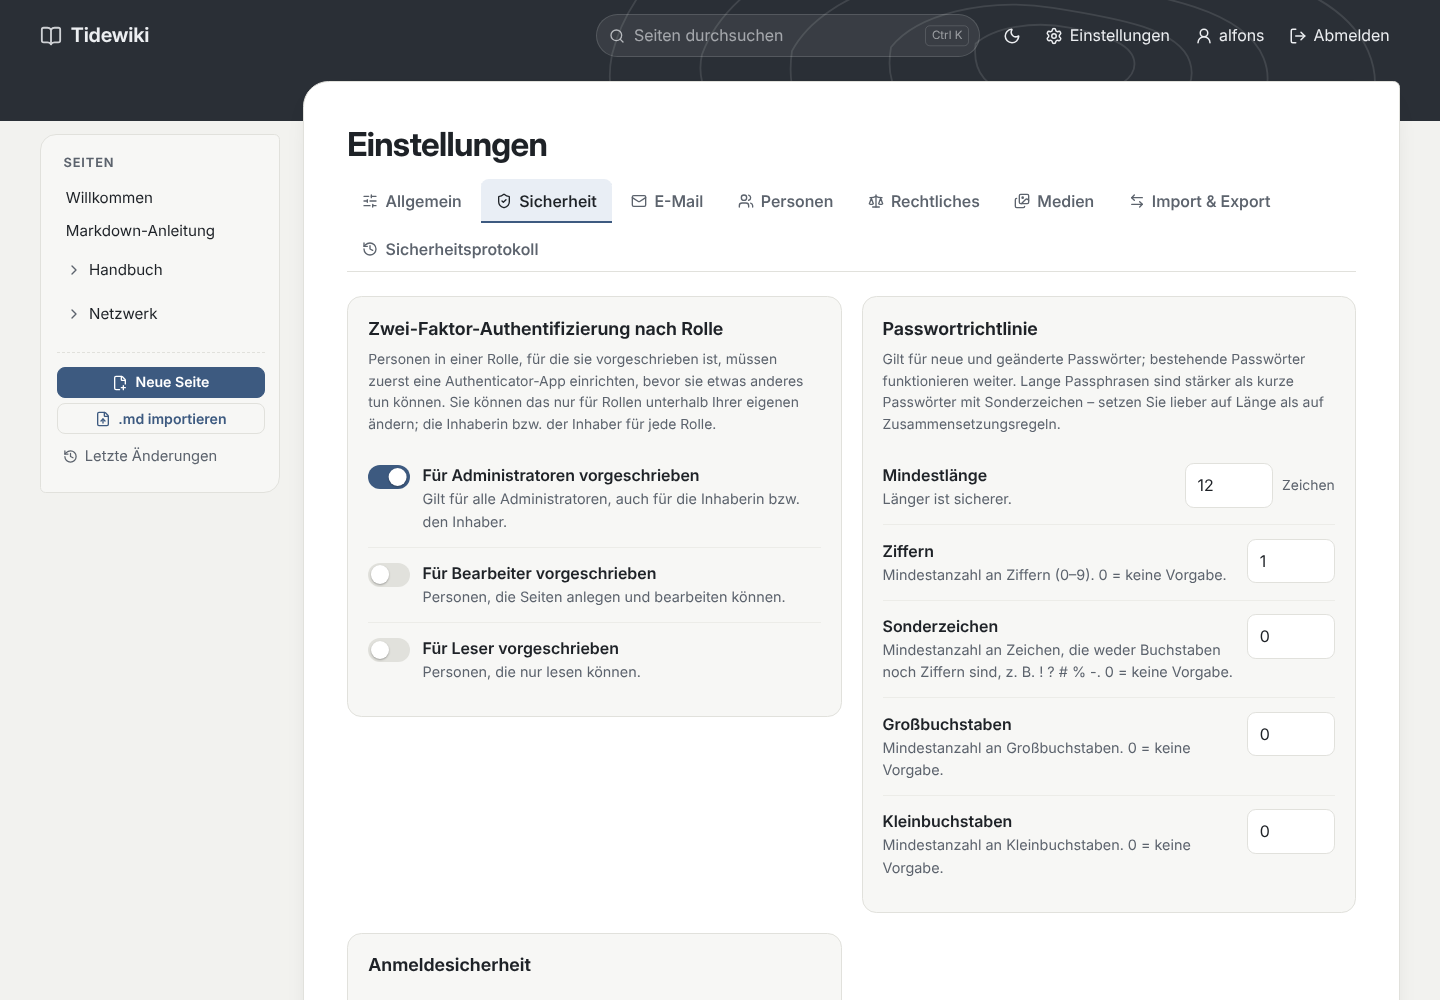 Tidewiki
Seiten durchsuchen
Ctrl K
Einstellungen
alfons
Abmelden
SEITEN
Willkommen
Markdown-Anleitung
Handbuch
Netzwerk
Neue Seite
.md importieren
Letzte Änderungen
Einstellungen
Allgemein
Sicherheit
E-Mail
Personen
Rechtliches
Medien
Import & Export
Sicherheitsprotokoll
Zwei-Faktor-Authentifizierung nach Rolle
Personen in einer Rolle, für die sie vorgeschrieben ist, müssen
zuerst eine Authenticator-App einrichten, bevor sie etwas anderes
tun können. Sie können das nur für Rollen unterhalb Ihrer eigenen
ändern; die Inhaberin bzw. der Inhaber für jede Rolle.
Für Administratoren vorgeschrieben
Gilt für alle Administratoren, auch für die Inhaberin bzw.
den Inhaber.
Für Bearbeiter vorgeschrieben
Personen, die Seiten anlegen und bearbeiten können.
Für Leser vorgeschrieben
Personen, die nur lesen können.
Passwortrichtlinie
Gilt für neue und geänderte Passwörter; bestehende Passwörter
funktionieren weiter. Lange Passphrasen sind stärker als kurze
Passwörter mit Sonderzeichen – setzen Sie lieber auf Länge als auf
Zusammensetzungsregeln.
Mindestlänge
Länger ist sicherer.
12
Zeichen
Ziffern
Mindestanzahl an Ziffern (0–9). 0 = keine Vorgabe.
1
Sonderzeichen
Mindestanzahl an Zeichen, die weder Buchstaben
noch Ziffern sind, z. B. ! ? # % -. 0 = keine Vorgabe.
0
Großbuchstaben
Mindestanzahl an Großbuchstaben. 0 = keine
Vorgabe.
0
Kleinbuchstaben
Mindestanzahl an Kleinbuchstaben. 0 = keine
Vorgabe.
0
Anmeldesicherheit